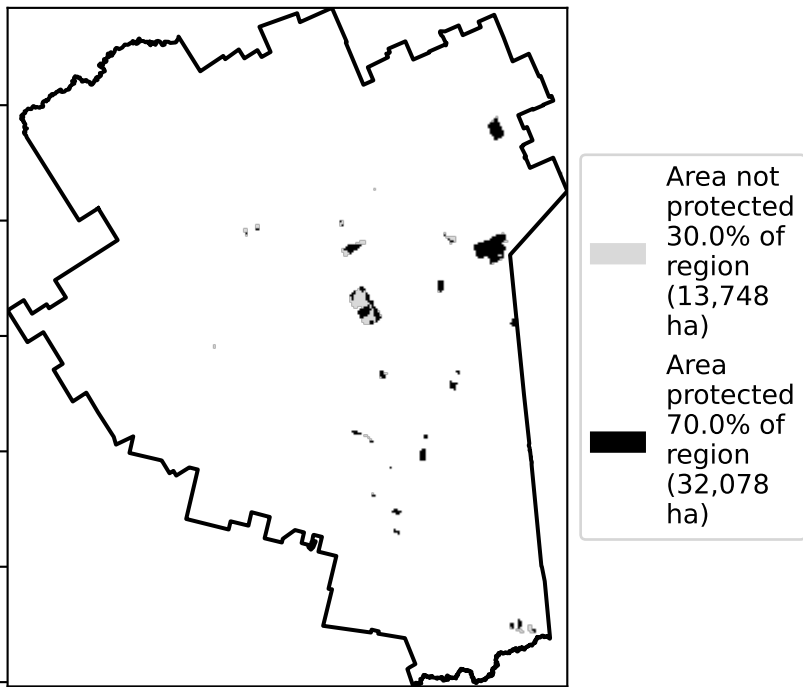 Area not
protected
30.0% of
region
(13,748
ha)
Area
protected
70.0% of
region
(32,078
ha)